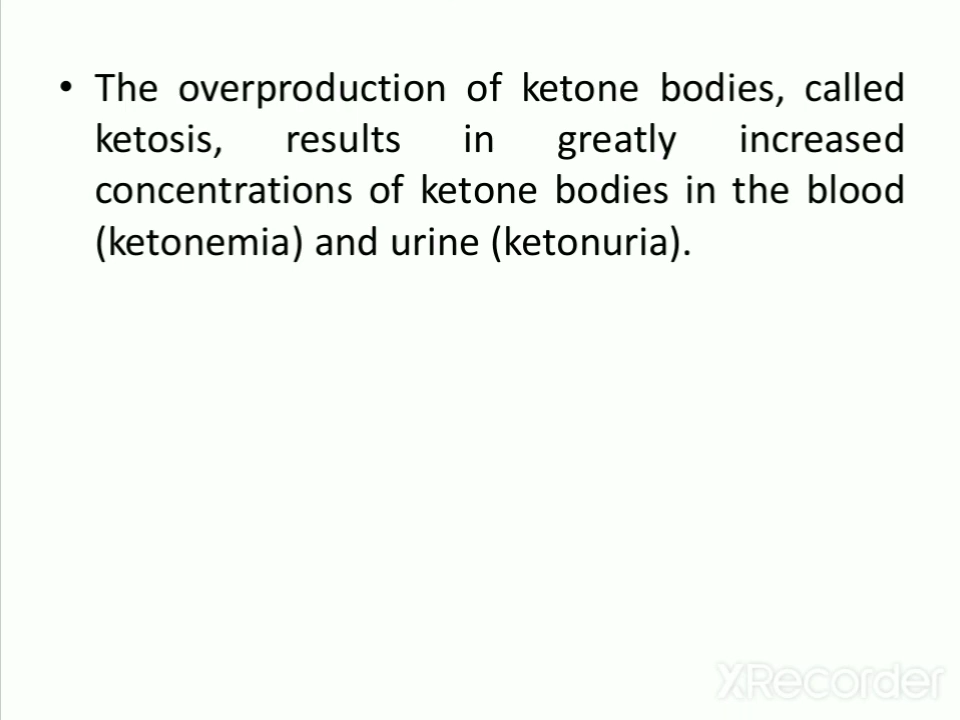 • The overproduction of ketone bodies, called
ketosis, results in greatly increased
concentrations of ketone bodies in the blood
(ketonemia) and urine (ketonuria).
XRecorder